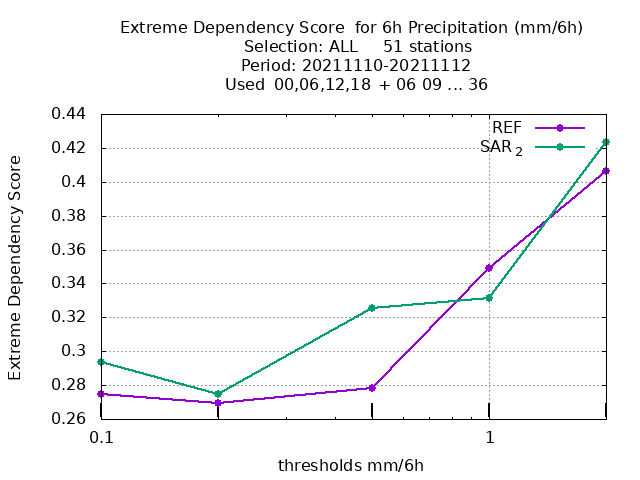 Extreme Dependency Score  for 6h Precipitation (mm/6h)
Selection: ALL     51 stations
Period: 20211110-20211112
Used  00,06,12,18 + 06 09 ... 36
REF
SAR 2
0.44
0.42
0.4
0.38
0.36
0.34
0.32
0.3
0.28
0.26
Extreme Dependency Score
0.1
1
thresholds mm/6h